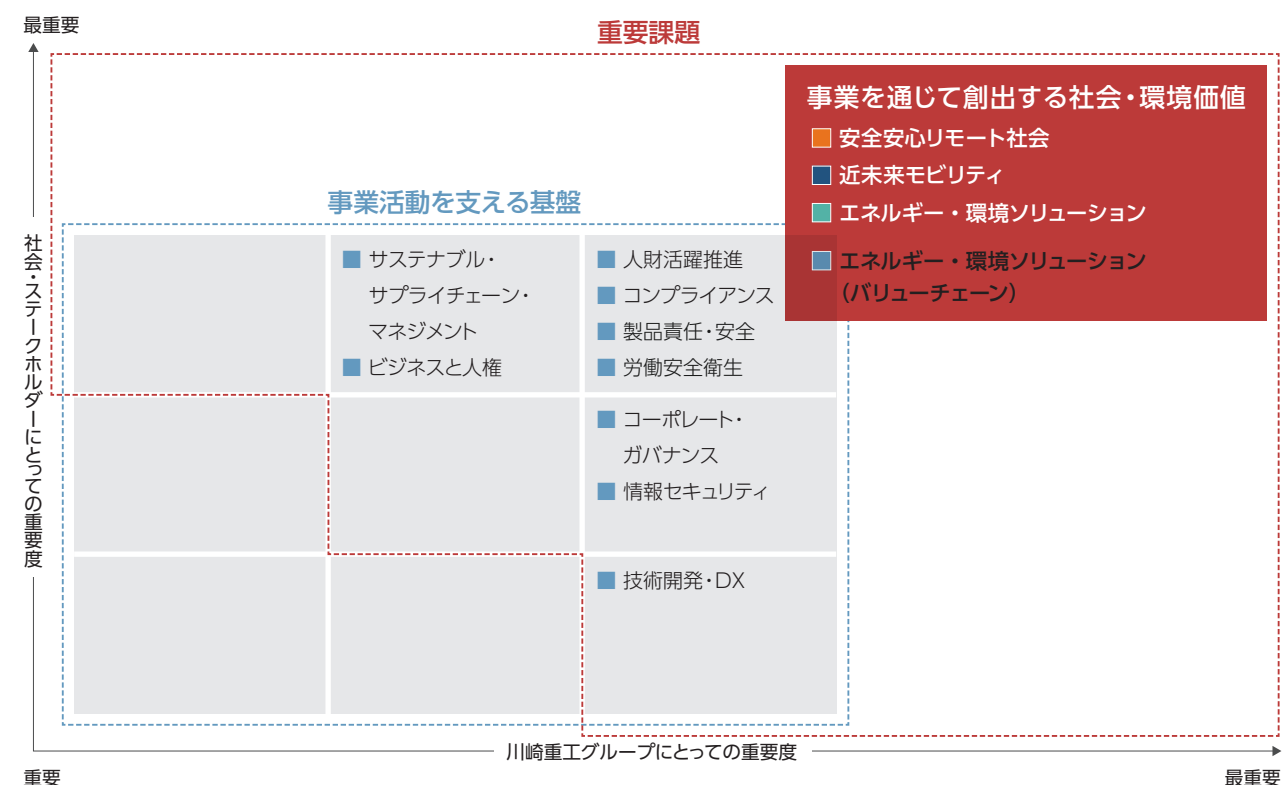 最重要
重要課題
事業を通じて創出する社会・環境価値
安全安心リモート社会
近未来モビリティ
エネルギー・環境ソリューション
エネルギー・環境ソリューション
（バリューチェーン）
事業活動を支える基盤
サステナブル・
サプライチェーン・
マネジメント
ビジネスと人権
人財活躍推進
コンプライアンス
製品責任・安全
労働安全衛生
コーポレート・
ガバナンス
情報セキュリティ
技術開発・DX
社会・ステークホルダーにとっての重要度
川崎重工グループにとっての重要度
重要
最重要